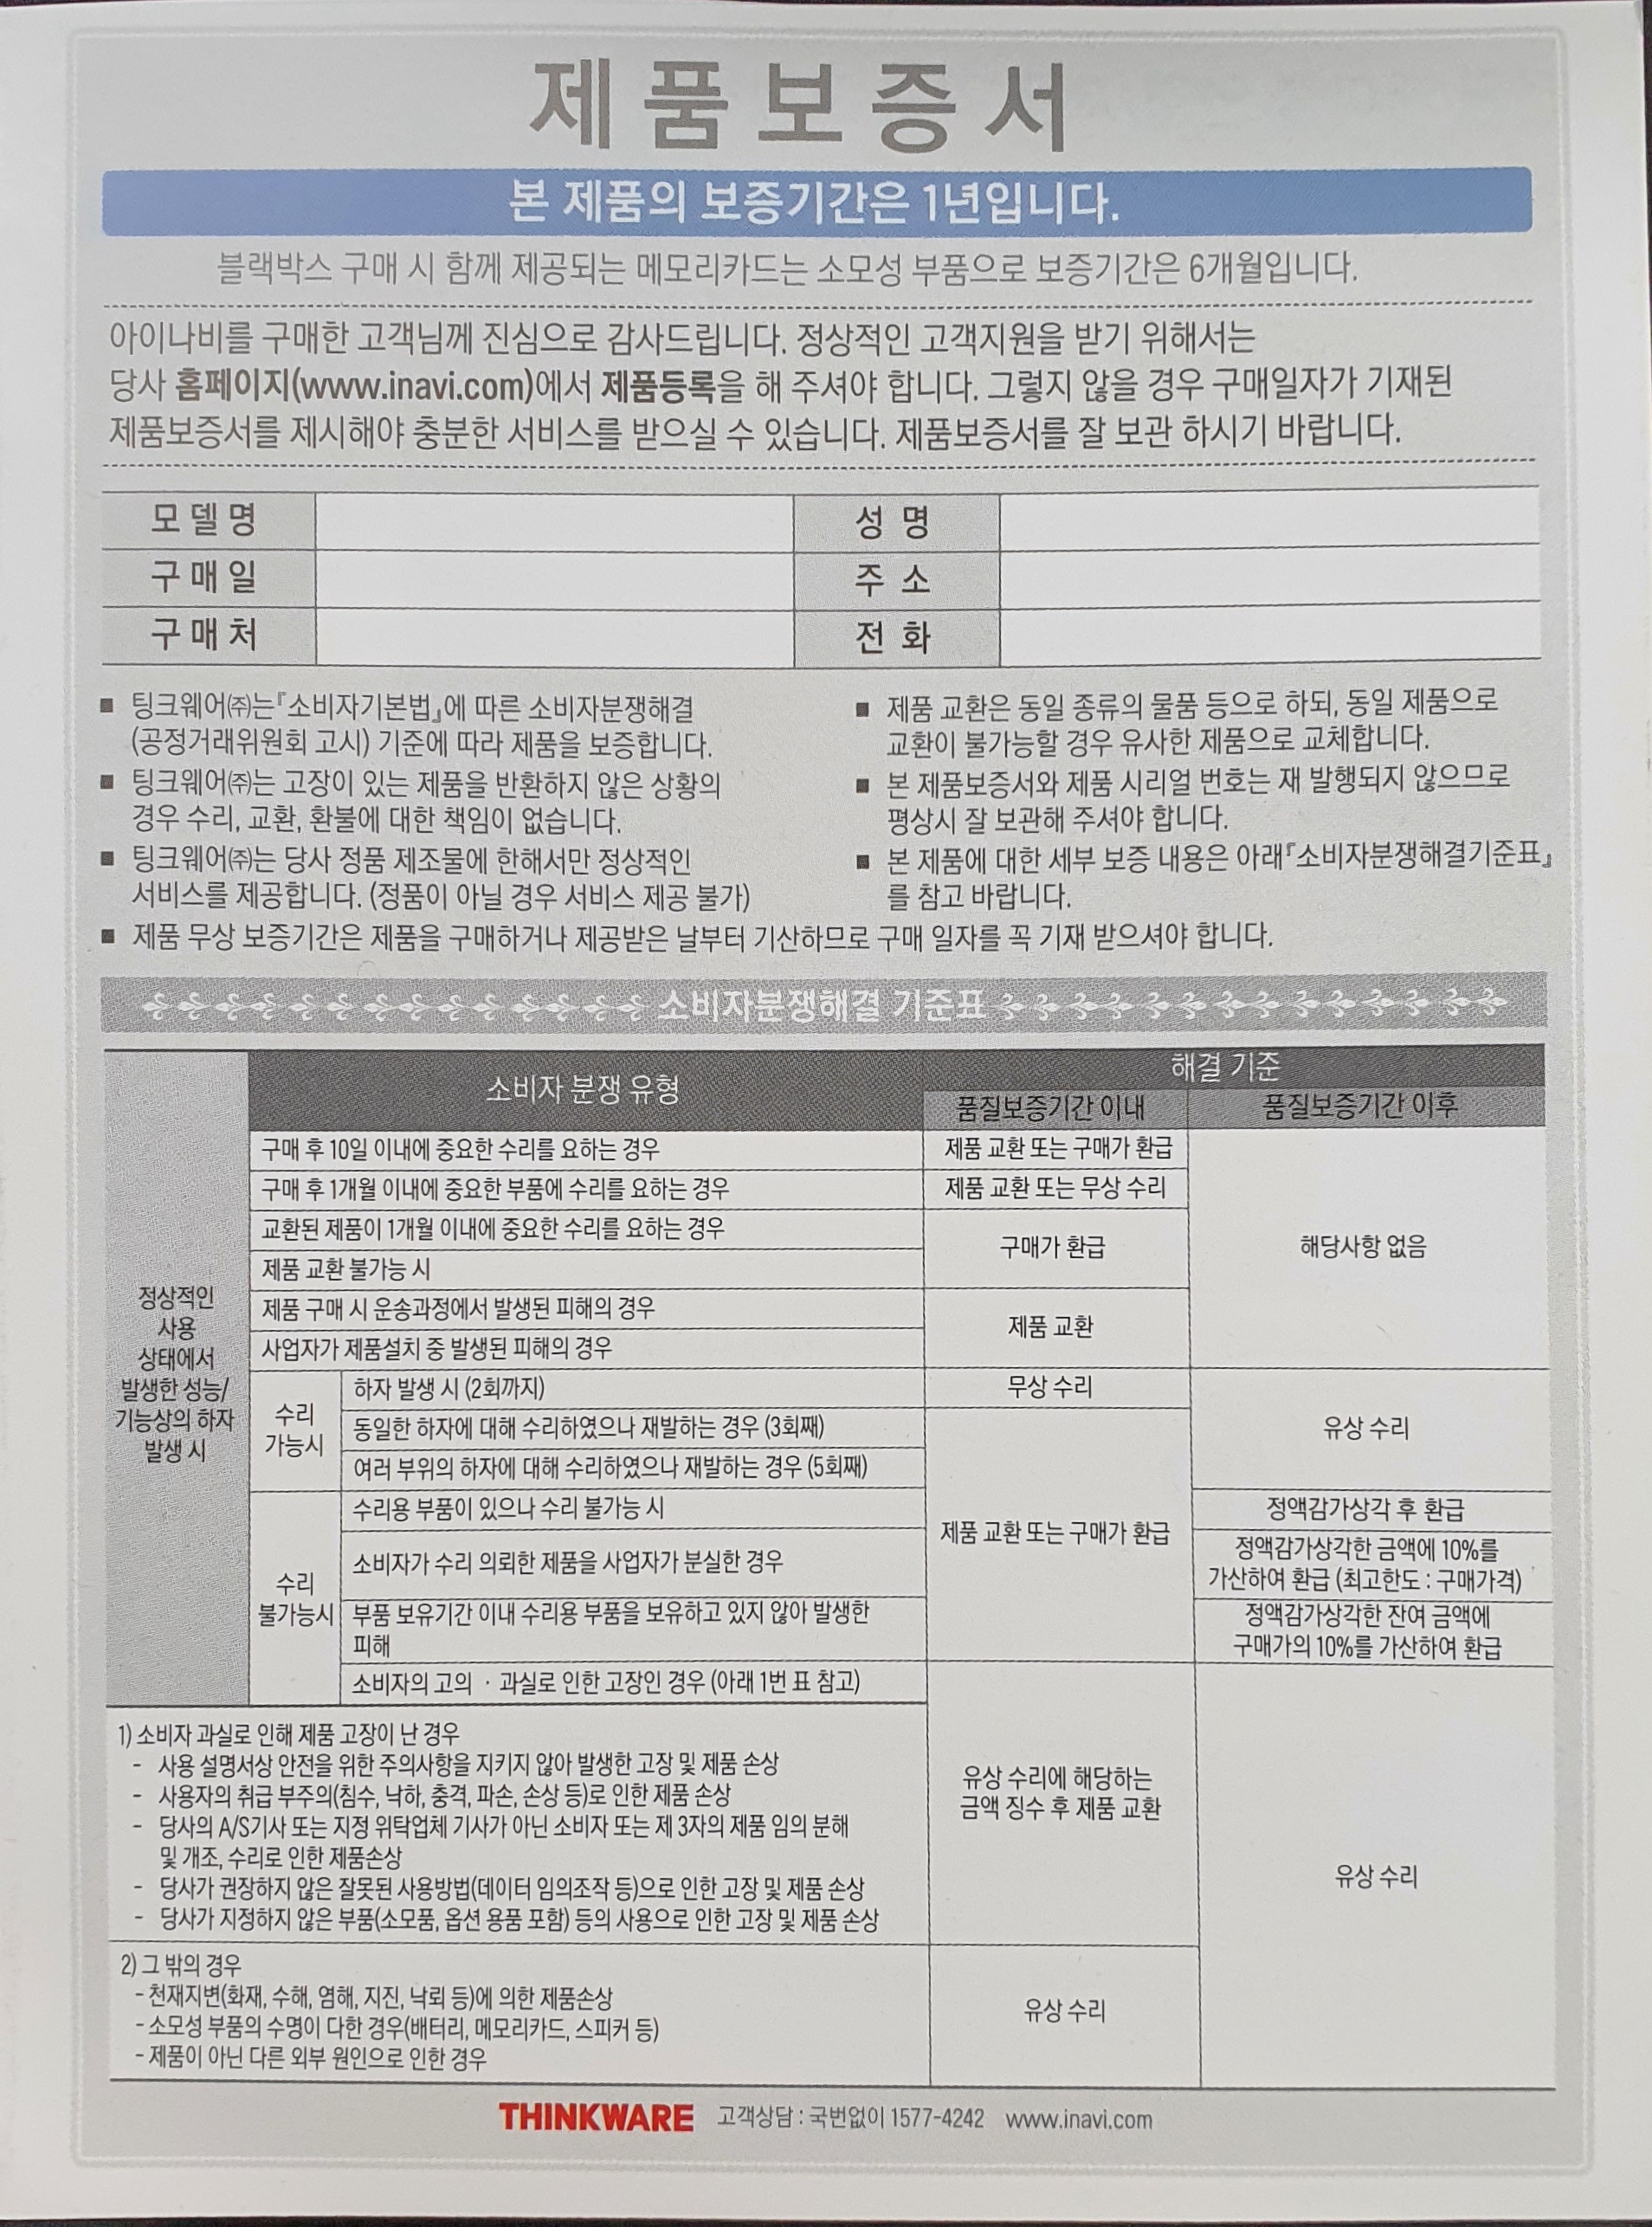 제품보증서
본 제품의 보증기간은 1년입니다.
블랙박스 구매 시 함께 제공되는 메모리카드는 소모성 부품으로 보증기간은 6개월입니다.
아이나비를 구매한 고객님께 진심으로 감사드립니다. 정상적인 고객지원을 받기 위해서는
당사 홈페이지(www.inavi.com)에서 제품등록을 해 주셔야 합니다. 그렇지 않을 경우 구매일자가 기재된
제품보증서를 제시해야 충분한 서비스를 받으실 수 있습니다. 제품보증서를 잘 보관 하시기 바랍니다.
모델명
성 명
구매일
주 소
구매처
전 화
■ 팅크웨어㈜는『소비자기본법』에 따른 소비자분쟁해결
(공정거래위원회 고시) 기준에 따라 제품을 보증합니다.
■ 팅크웨어㈜는 고장이 있는 제품을 반환하지 않은 상황의
경우 수리, 교환, 환불에 대한 책임이 없습니다.
■ 팅크웨어㈜는 당사 정품 제조물에 한해서만 정상적인
서비스를 제공합니다. (정품이 아닐 경우 서비스 제공 불가)
■ 제품 교환은 동일 종류의 물품 등으로 하되, 동일 제품으로
교환이 불가능할 경우 유사한 제품으로 교체합니다.
■ 본 제품보증서와 제품 시리얼 번호는 재 발행되지 않으므로
평상시 잘 보관해 주셔야 합니다.
■ 본 제품에 대한 세부 보증 내용은 아래『소비자분쟁해결기준표』
를 참고 바랍니다.
■ 제품 무상 보증기간은 제품을 구매하거나 제공받은 날부터 기산하므로 구매 일자를 꼭 기재 받으셔야 합니다.
소비자분쟁해결 기준표
소비자 분쟁 유형
해결 기준
품질보증기간 이내
품질보증기간 이후
정상적인
사용
상태에서
발생한 성능/
기능상의 하자
발생 시
구매 후 10일 이내에 중요한 수리를 요하는 경우
제품 교환 또는 구매가 환급
구매 후 1개월 이내에 중요한 부품에 수리를 요하는 경우
제품 교환 또는 무상 수리
교환된 제품이 1개월 이내에 중요한 수리를 요하는 경우
제품 교환 불가능 시
구매가 환급
해당사항 없음
제품 구매 시 운송과정에서 발생된 피해의 경우
사업자가 제품설치 중 발생된 피해의 경우
제품 교환
수리
가능시
하자 발생 시 (2회까지)
무상 수리
동일한 하자에 대해 수리하였으나 재발하는 경우 (3회째)
여러 부위의 하자에 대해 수리하였으나 재발하는 경우 (5회째)
유상 수리
수리
불가능시
수리용 부품이 있으나 수리 불가능 시
제품 교환 또는 구매가 환급
정액감가상각 후 환급
소비자가 수리 의뢰한 제품을 사업자가 분실한 경우
정액감가상각한 금액에 10%를
가산하여 환급 (최고한도 : 구매가격)
부품 보유기간 이내 수리용 부품을 보유하고 있지 않아 발생한
피해
정액감가상각한 잔여 금액에
구매가의 10%를 가산하여 환급
소비자의 고의 · 과실로 인한 고장인 경우 (아래 1번 표 참고)
1) 소비자 과실로 인해 제품 고장이 난 경우
- 사용 설명서상 안전을 위한 주의사항을 지키지 않아 발생한 고장 및 제품 손상
- 사용자의 취급 부주의(침수, 낙하, 충격, 파손, 손상 등)로 인한 제품 손상
- 당사의 A/S기사 또는 지정 위탁업체 기사가 아닌 소비자 또는 제 3자의 제품 임의 분해
및 개조, 수리로 인한 제품손상
- 당사가 권장하지 않은 잘못된 사용방법(데이터 임의조작 등)으로 인한 고장 및 제품 손상
- 당사가 지정하지 않은 부품(소모품, 옵션 용품 포함) 등의 사용으로 인한 고장 및 제품 손상
유상 수리에 해당하는
금액 징수 후 제품 교환
유상 수리
2) 그 밖의 경우
- 천재지변(화재, 수해, 염해, 지진, 낙뢰 등)에 의한 제품손상
- 소모성 부품의 수명이 다한 경우(배터리, 메모리카드, 스피커 등)
- 제품이 아닌 다른 외부 원인으로 인한 경우
유상 수리
THINKWARE 고객상담 : 국번없이 1577-4242 www.inavi.com